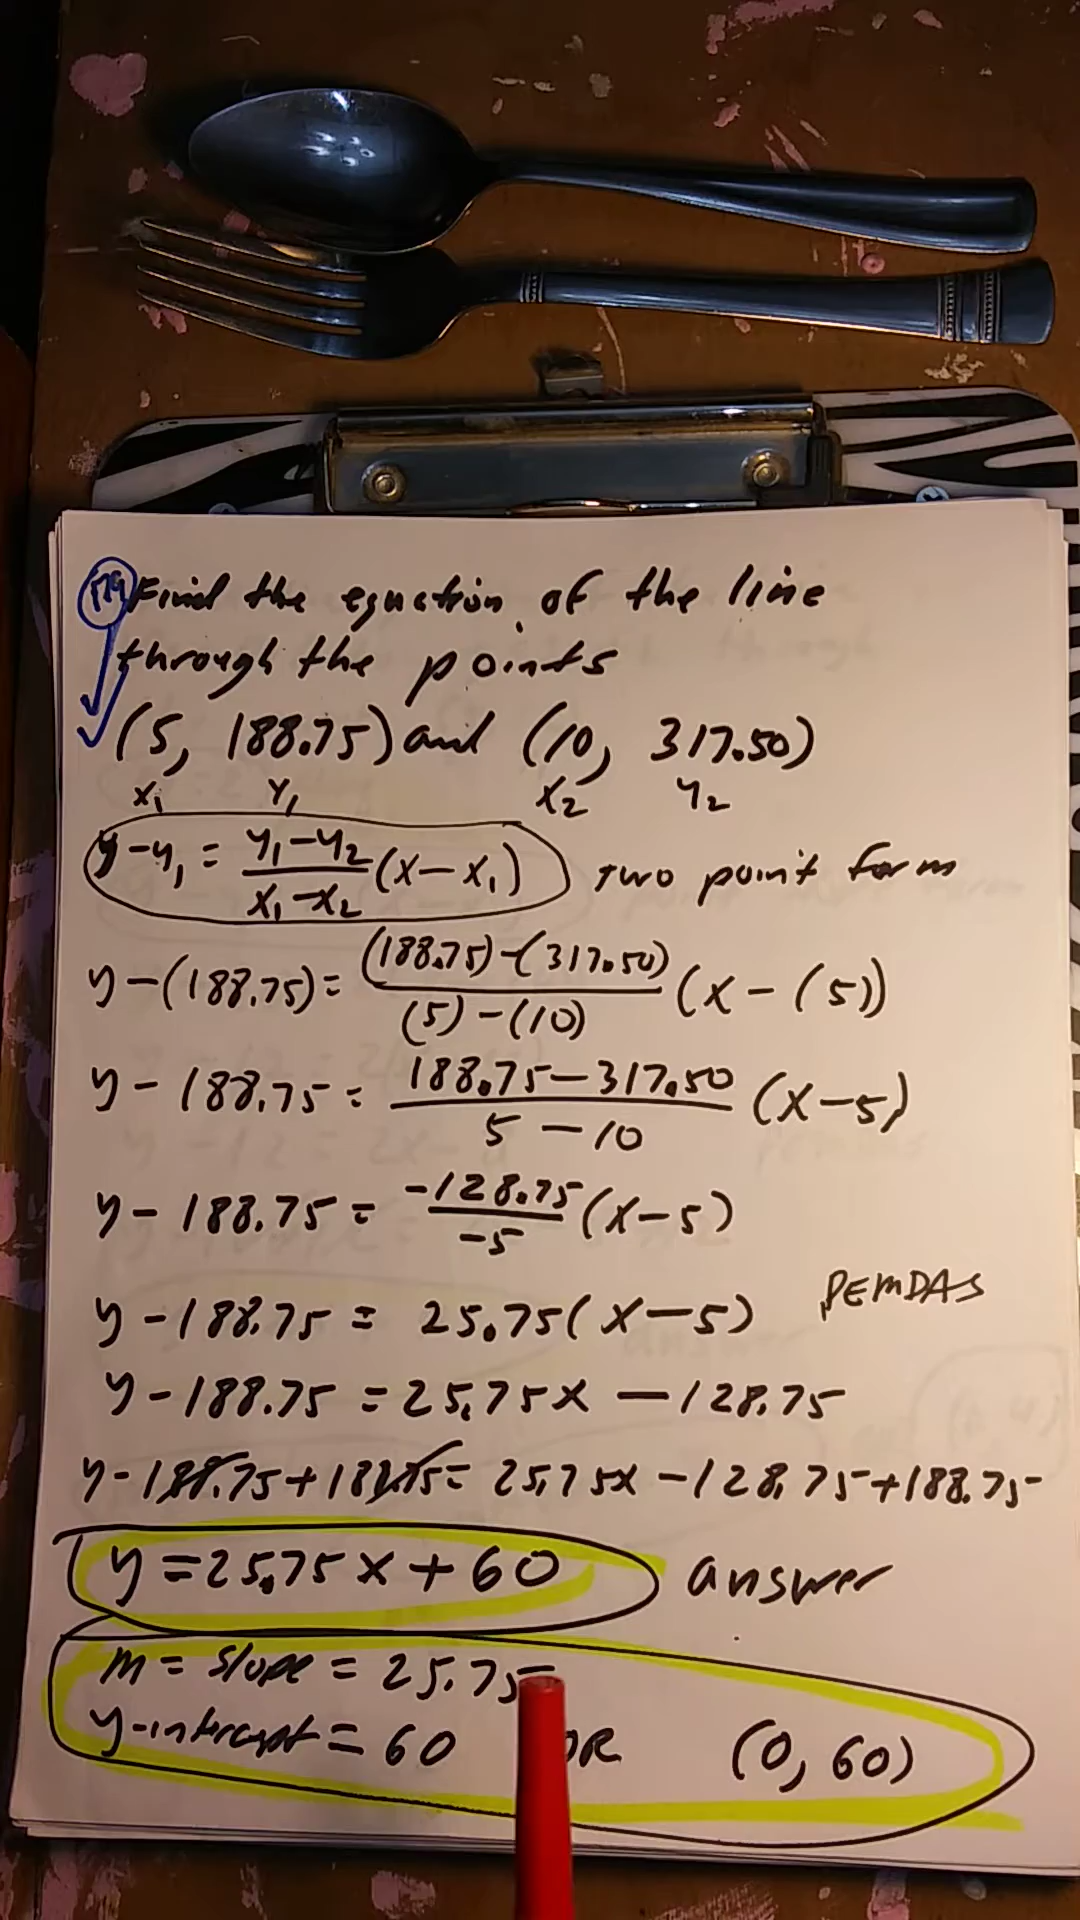 Find the equation of the line
through the points
(5, 188.75) and (10, 317.50)
x₁ y₁ x₂ y₂
y-y₁ = (y₁-y₂)/(x₁-x₂) (x-x₁) Two point form
y-(188.75) = ((188.75)-(317.50))/((5)-(10)) (x-(5))
y-188.75 = (188.75-317.50)/(5-10) (x-5)
y-188.75 = -128.75/-5 (x-5)
y-188.75 = 25.75(x-5) PEMDAS
y-188.75 = 25.75x - 128.75
y-188.75+188.75 = 25.75x - 128.75 + 188.75
y = 25.75x + 60 answer
m = slope = 25.75
y-intercept = 60 OR (0, 60)